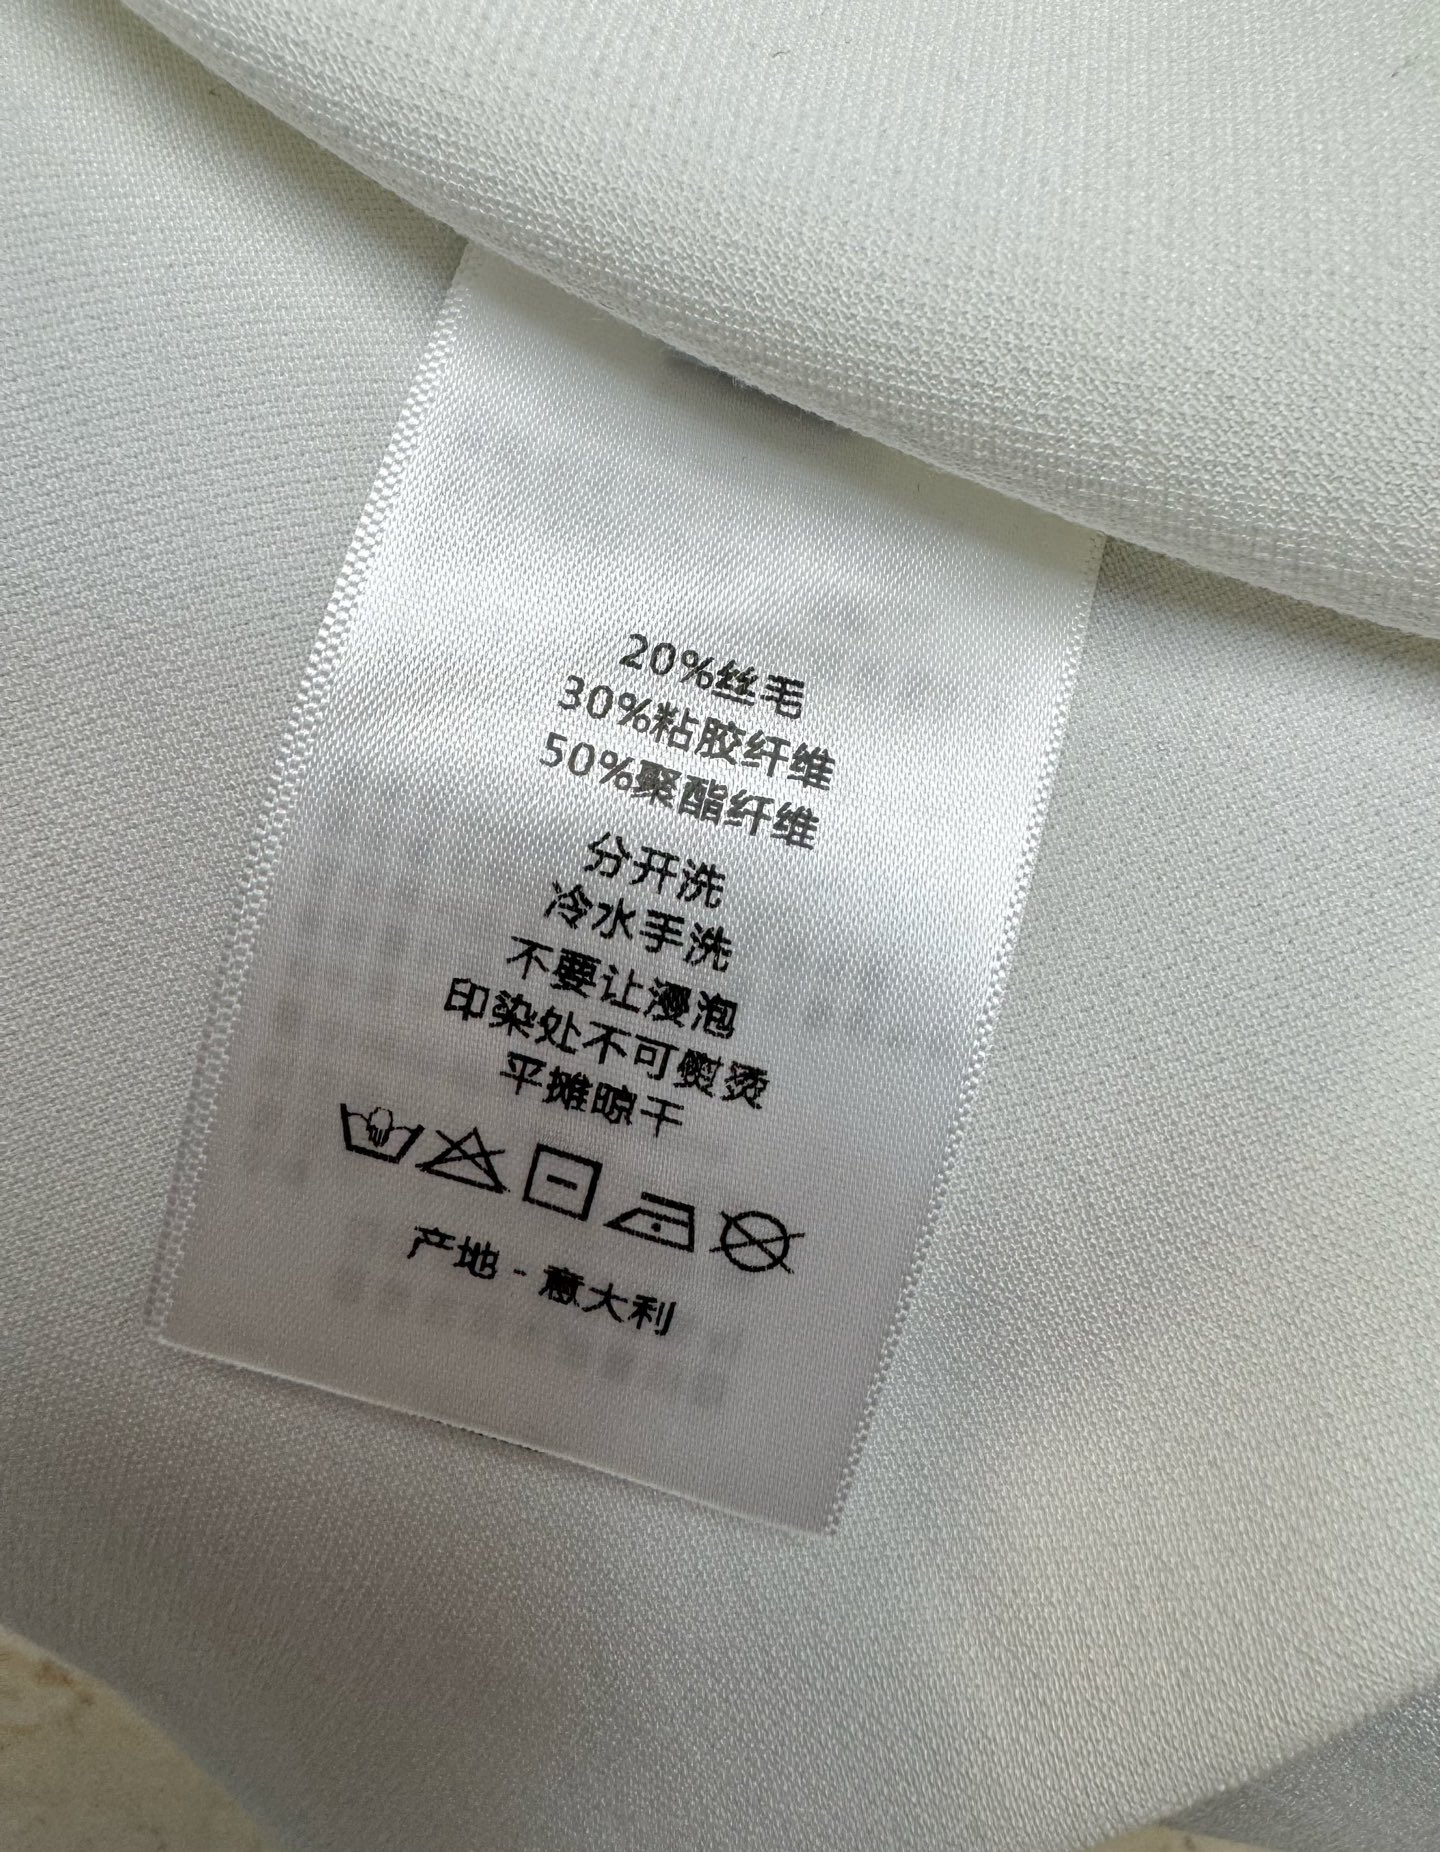 20%丝毛
30%粘胶纤维
50%聚酯纤维
分开洗
冷水手洗
不要让浸泡
印染处不可熨烫
平摊晾干
产地 - 意大利